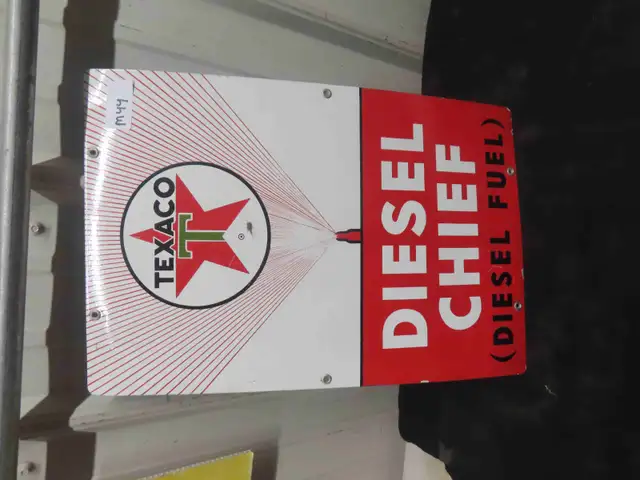 M44
TEXACO
T
®
DIESEL
CHIEF
(DIESEL FUEL)